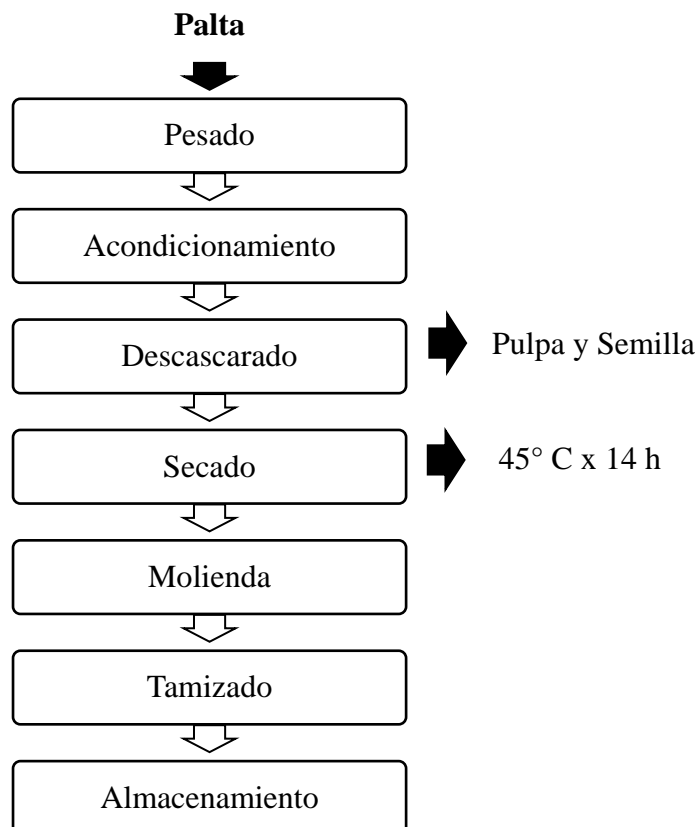 Palta
Pesado
Acondicionamiento
Descascarado
Pulpa y Semilla
Secado
45° C x 14 h
Molienda
Tamizado
Almacenamiento